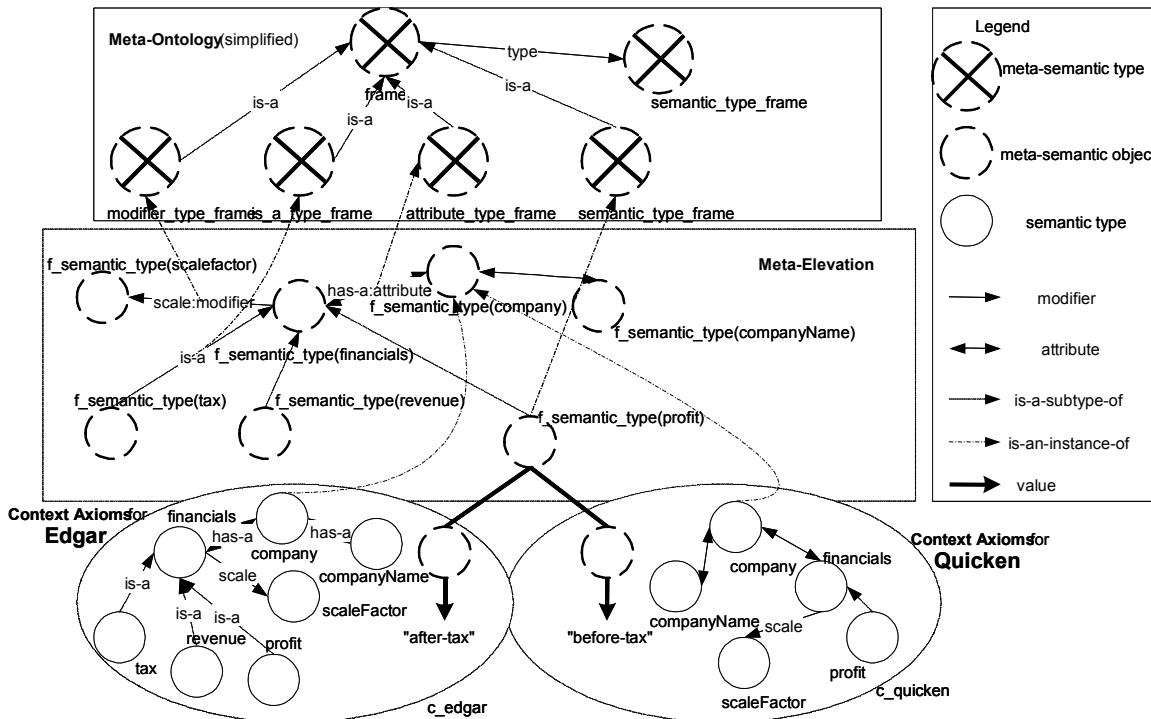 Meta-Ontology(simplified)
type
is-a
frame
is-a
is-a
is-a
semantic_type_frame
modifier_type_frame
is_a_type_frame
attribute_type_frame
semantic_type_frame
Legend
meta-semantic type
meta-semantic objec
semantic type
modifier
attribute
is-a-subtype-of
is-an-instance-of
value
f_semantic_type(scalefactor)
Meta-Elevation
scale:modifier
has-a:attribute
f_semantic_type(company)
f_semantic_type(companyName)
is-a
f_semantic_type(financials)
f_semantic_type(tax)
f_semantic_type(revenue)
f_semantic_type(profit)
Context Axioms for
Edgar
financials
has-a
company
has-a
companyName
is-a
scale
scaleFactor
is-a
is-a
revenue
profit
tax
"after-tax"
c_edgar
"before-tax"
Context Axioms for
Quicken
company
financials
companyName
scale
scaleFactor
profit
c_quicken